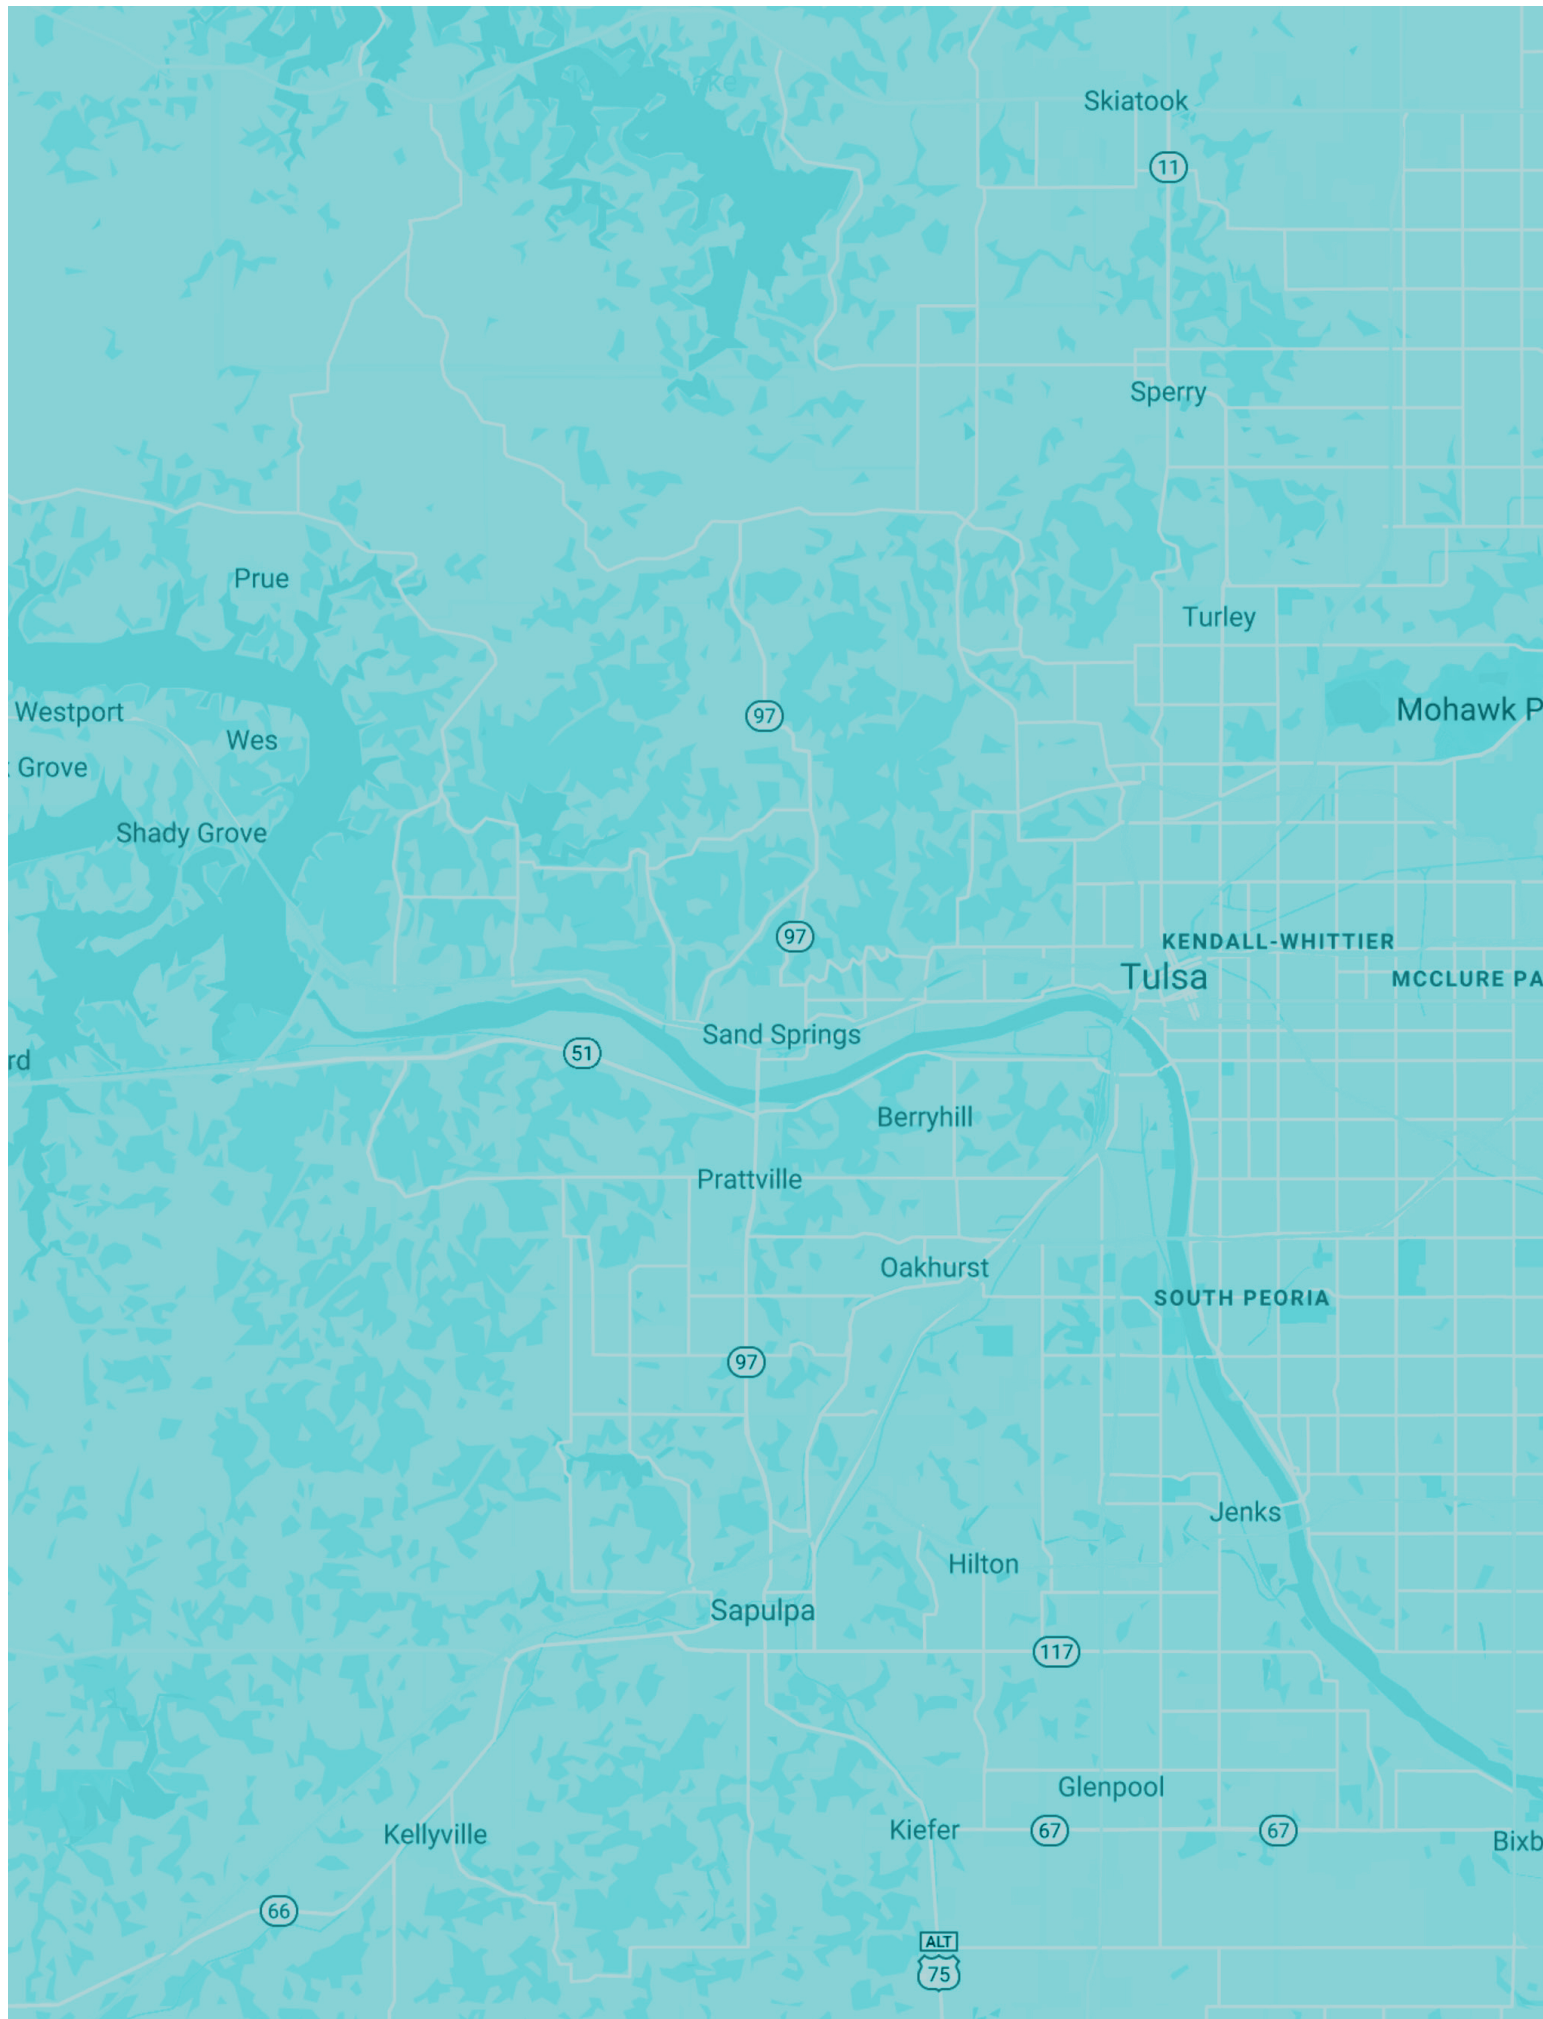 Skiatook
11
Sperry
Prue
Turley
Westport
97
Mohawk P
Wes
: Grove
Shady Grove
97
KENDALL-WHITTIER
Tulsa
MCCLURE PA
Sand Springs
51
rd
Berryhill
Prattville
Oakhurst
SOUTH PEORIA
97
Jenks
Hilton
Sapulpa
117
Glenpool
Kellyville
Kiefer
67
67
Bixb
66
ALT
75